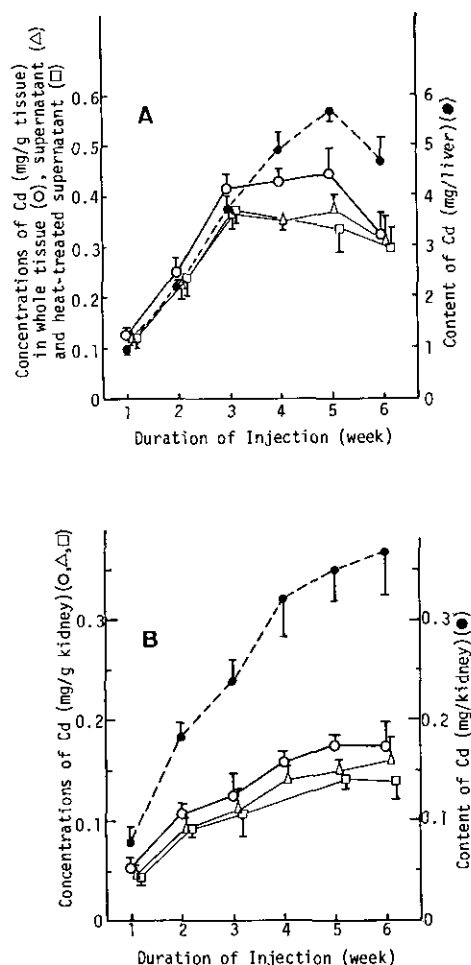 Concentrations of Cd (mg/g tissue)
in whole tissue (○), supernatant (△)
and heat-treated supernatant (□)
A
0.6
0.5
0.4
0.3
0.2
0.1
0
6
5
4
3
2
1
0
Content of Cd (mg/liver)(●)
1 2 3 4 5 6
Duration of Injection (week)
Concentrations of Cd (mg/g kidney)(○,△,□)
B
0.3
0.2
0.1
0
0.3
0.2
0.1
0
Content of Cd (mg/kidney)(●)
1 2 3 4 5 6
Duration of Injection (week)